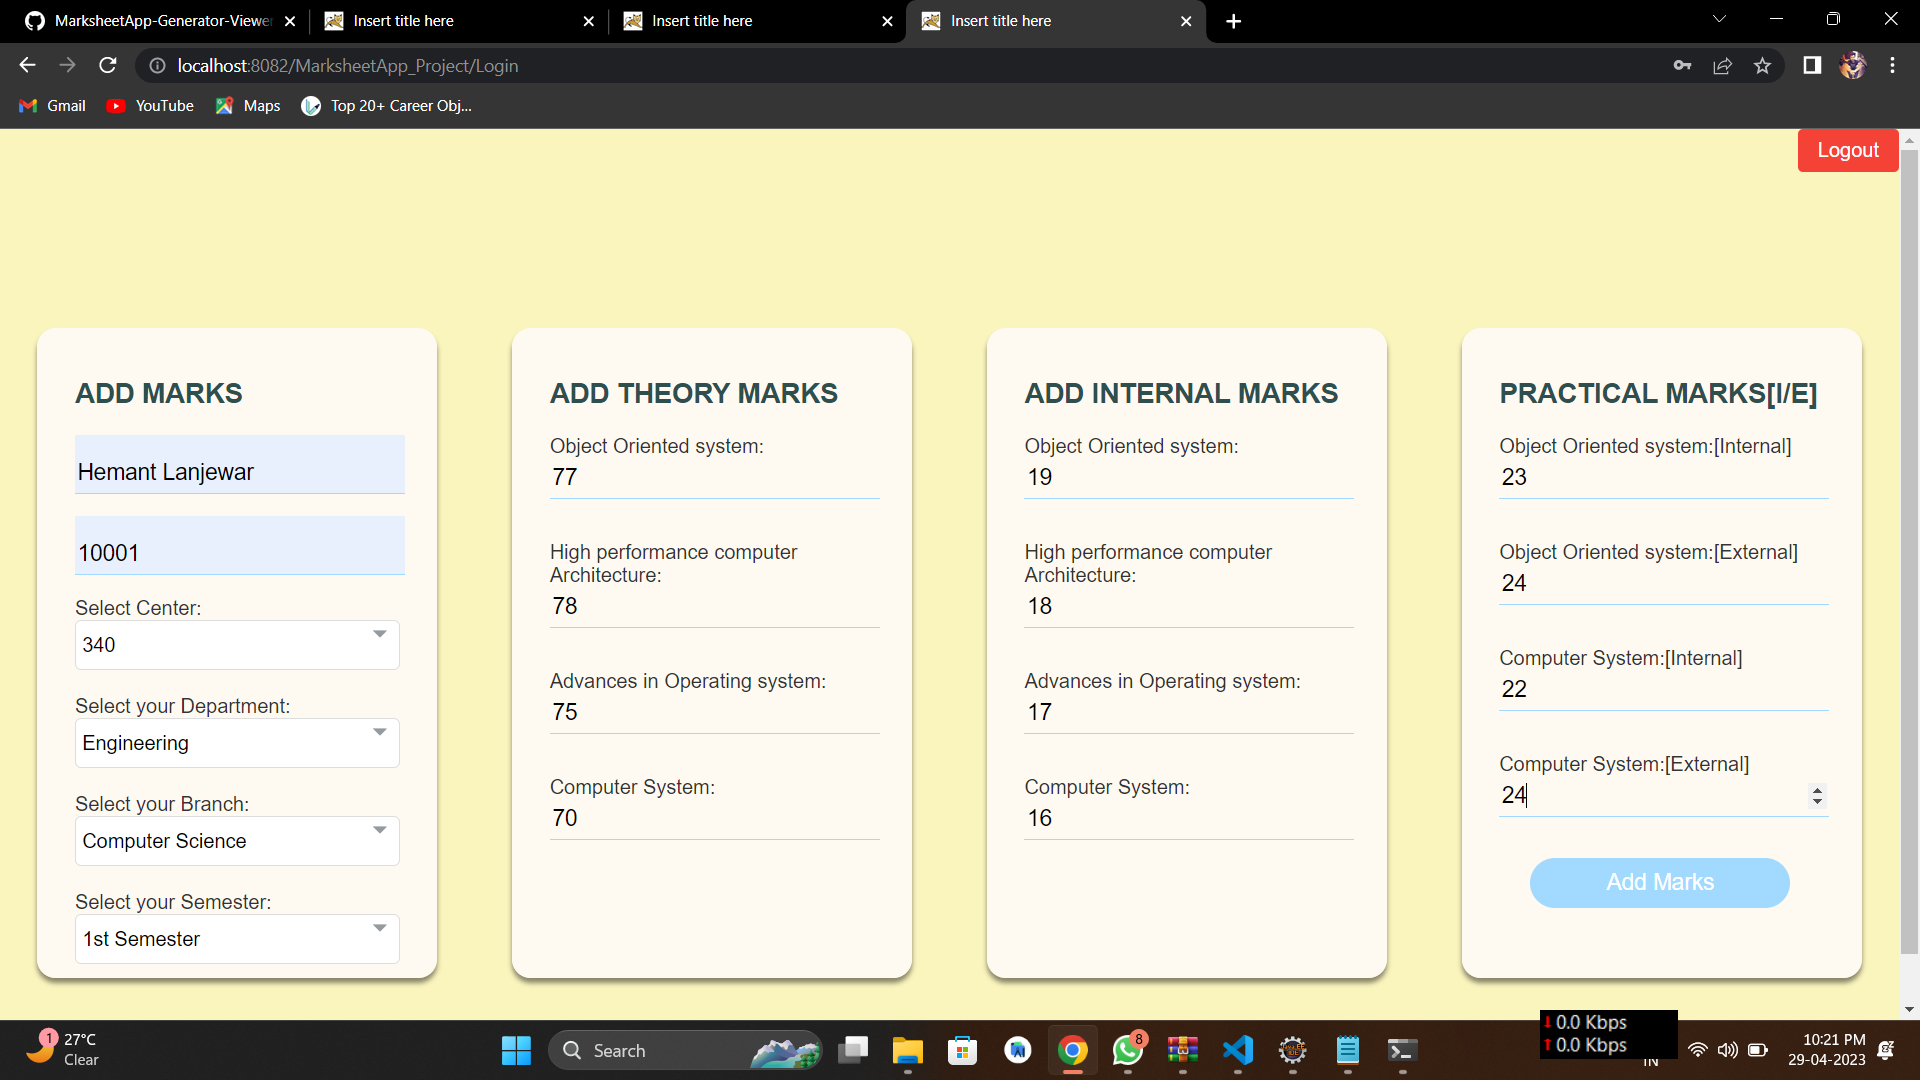 MarksheetApp-Generator-Viewer
Insert title here
Insert title here
Insert title here
localhost:8082/MarksheetApp_Project/Login
Gmail
YouTube
Maps
Top 20+ Career Obj...
Logout
ADD MARKS
Hemant Lanjewar
10001
Select Center:
340
Select your Department:
Engineering
Select your Branch:
Computer Science
Select your Semester:
1st Semester
ADD THEORY MARKS
Object Oriented system:
77
High performance computer
Architecture:
78
Advances in Operating system:
75
Computer System:
70
ADD INTERNAL MARKS
Object Oriented system:
19
High performance computer
Architecture:
18
Advances in Operating system:
17
Computer System:
16
PRACTICAL MARKS[I/E]
Object Oriented system:[Internal]
23
Object Oriented system:[External]
24
Computer System:[Internal]
22
Computer System:[External]
24
Add Marks
1
27°C
Clear
Search
8
0.0 Kbps
0.0 Kbps
IN
10:21 PM
29-04-2023